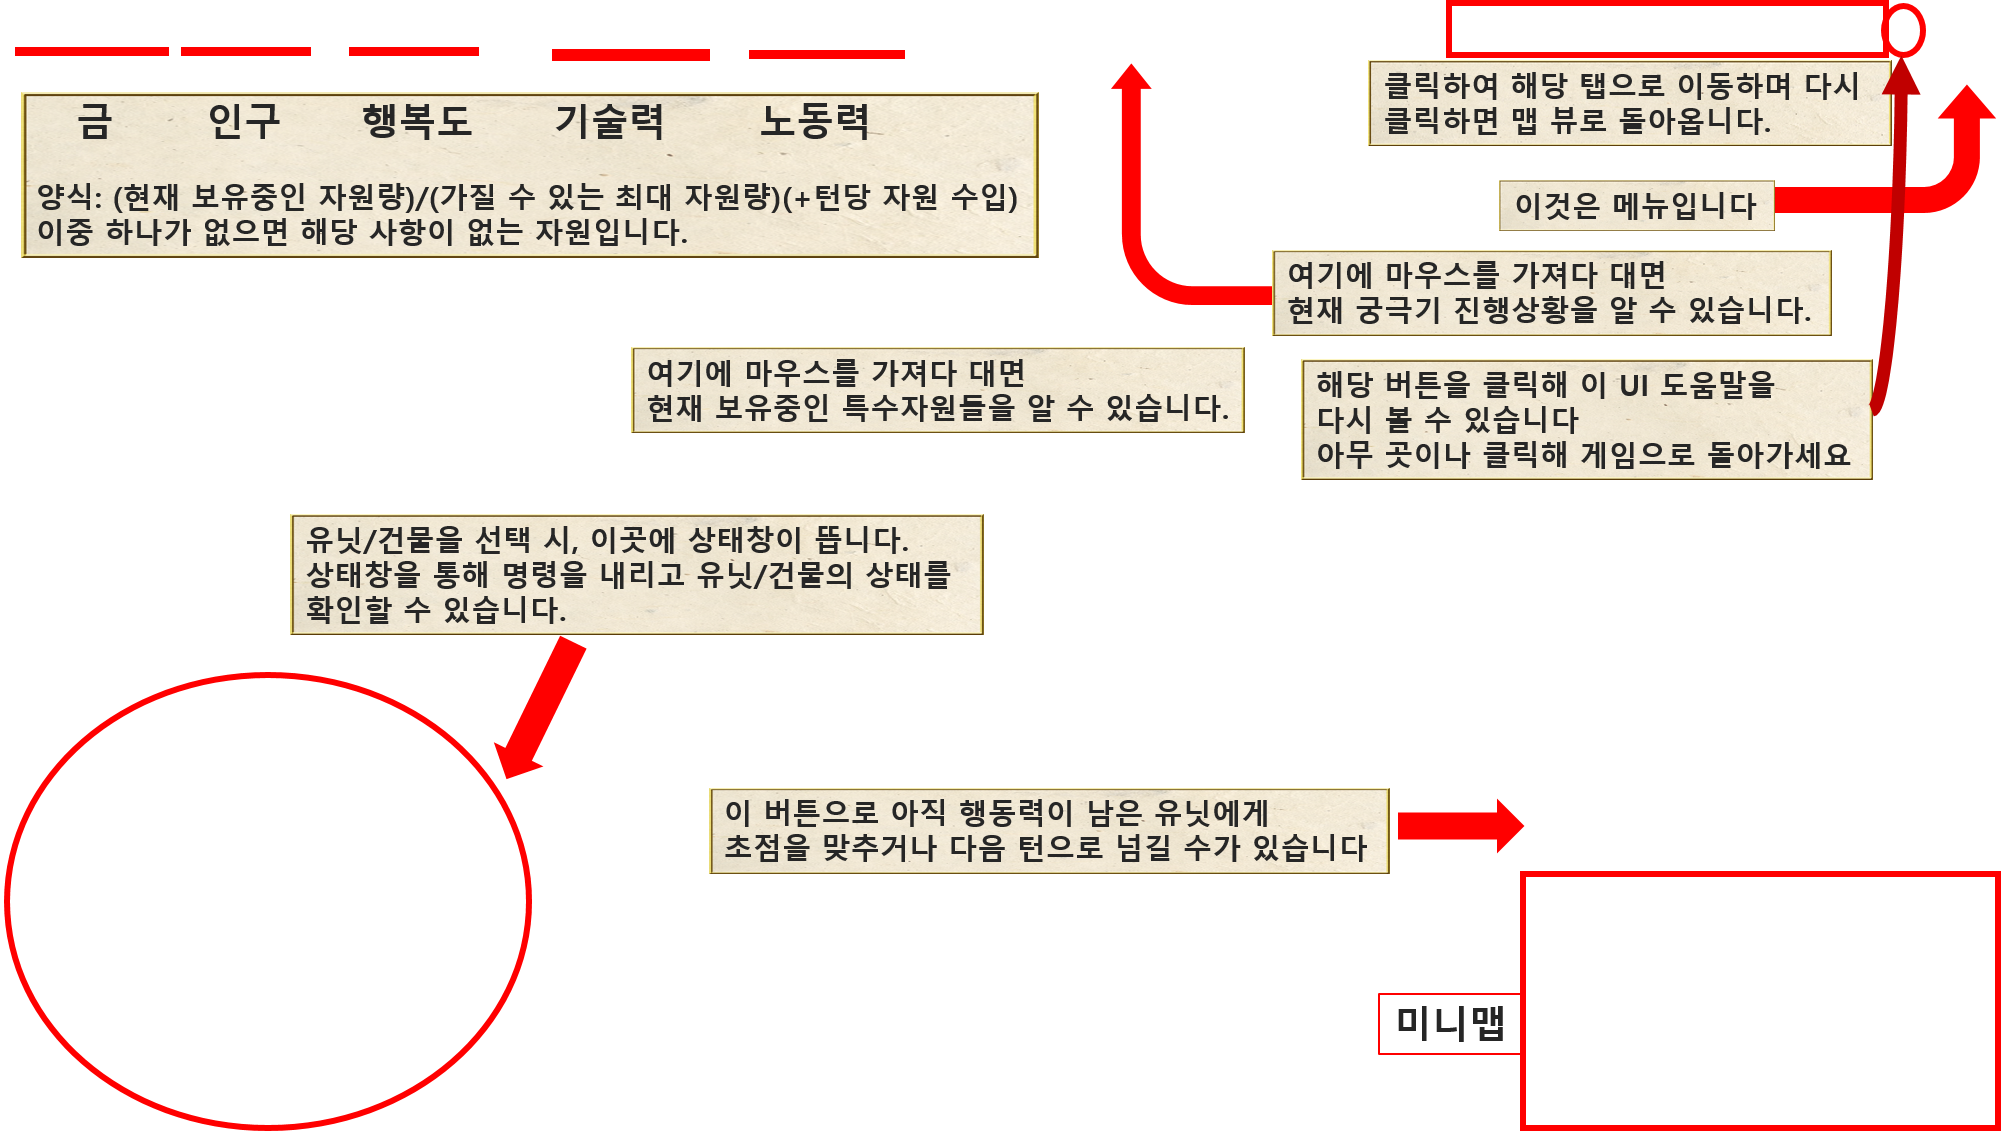 클릭하여 해당 탭으로 이동하며 다시
클릭하면 맵 뷰로 돌아옵니다.
금 인구 행복도 기술력 노동력
양식: (현재 보유중인 자원량)/(가질 수 있는 최대 자원량)(+턴당 자원 수입)
이중 하나가 없으면 해당 사항이 없는 자원입니다.
이것은 메뉴입니다
여기에 마우스를 가져다 대면
현재 궁극기 진행상황을 알 수 있습니다.
여기에 마우스를 가져다 대면
현재 보유중인 특수자원들을 알 수 있습니다.
해당 버튼을 클릭해 이 UI 도움말을
다시 볼 수 있습니다
아무 곳이나 클릭해 게임으로 돌아가세요
유닛/건물을 선택 시, 이곳에 상태창이 뜹니다.
상태창을 통해 명령을 내리고 유닛/건물의 상태를
확인할 수 있습니다.
이 버튼으로 아직 행동력이 남은 유닛에게
초점을 맞추거나 다음 턴으로 넘길 수가 있습니다
미니맵